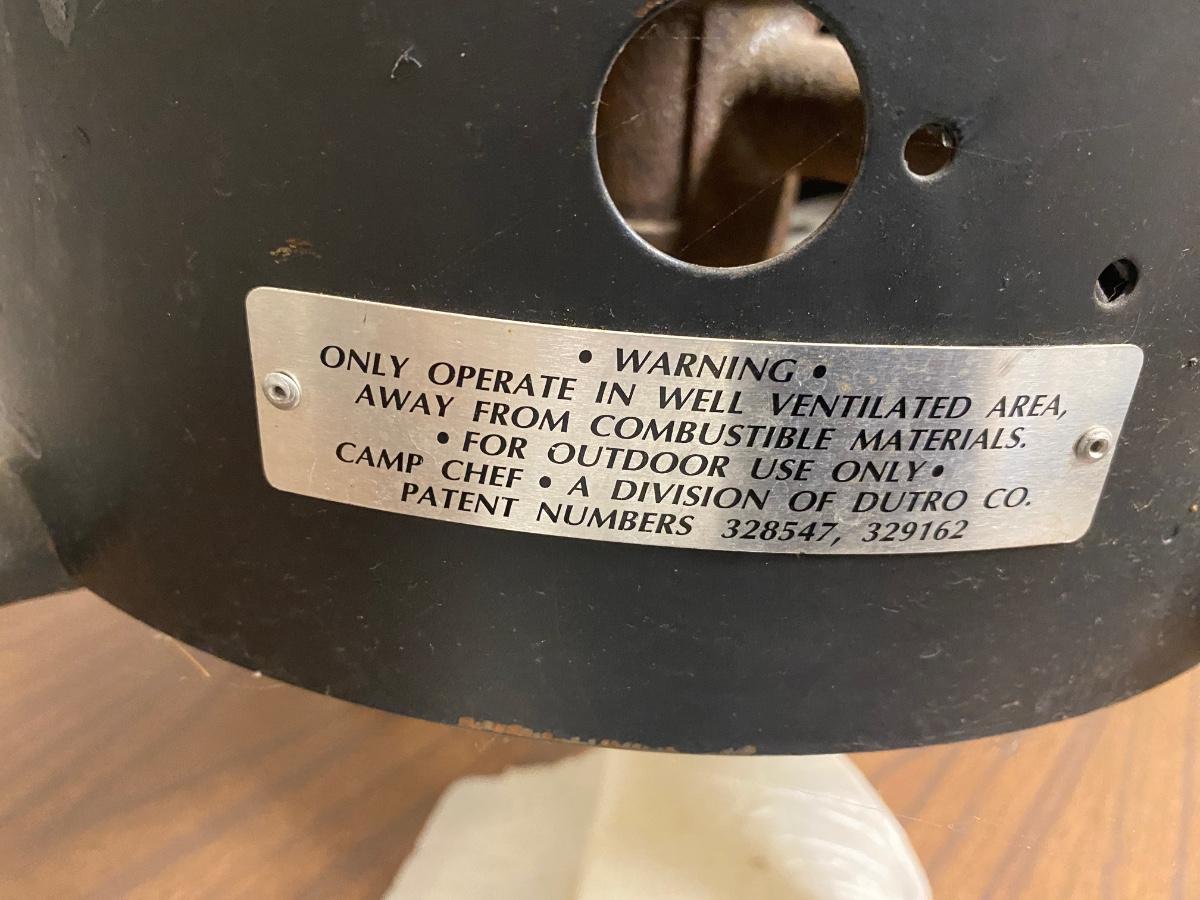 • WARNING •
ONLY OPERATE IN WELL VENTILATED AREA,
AWAY FROM COMBUSTIBLE MATERIALS.
• FOR OUTDOOR USE ONLY •
CAMP CHEF • A DIVISION OF DUTRO CO.
PATENT NUMBERS 328547, 329162